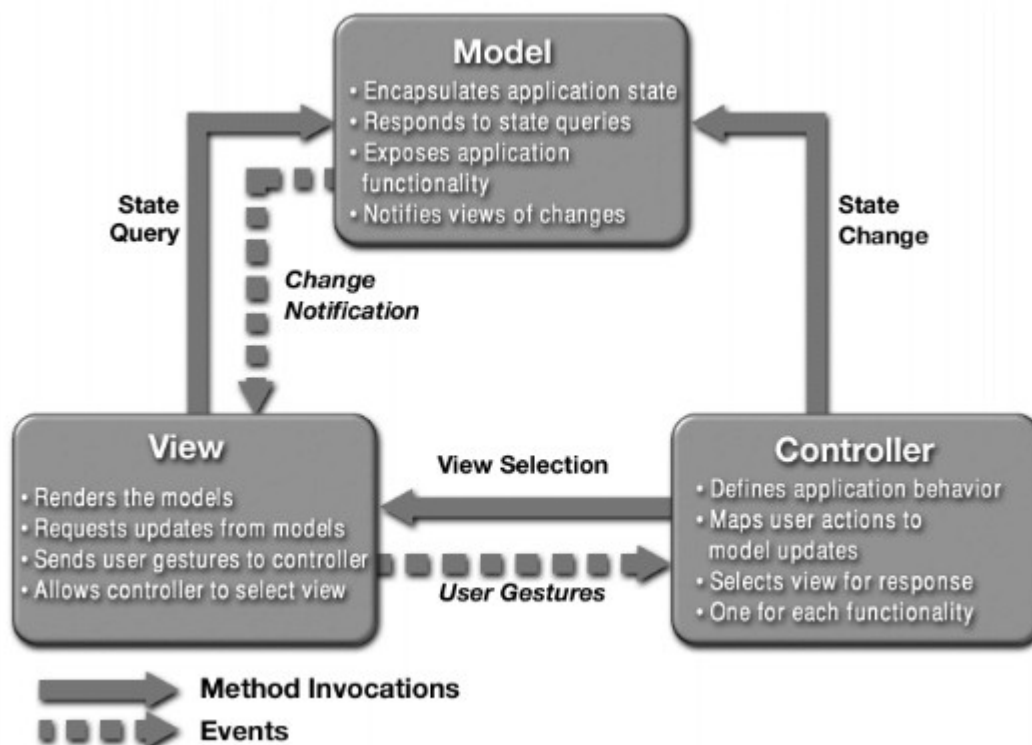 Model
• Encapsulates application state
• Responds to state queries
• Exposes application
functionality
• Notifies views of changes
State
Query
State
Change
Change
Notification
View
• Renders the models
• Requests updates from models
• Sends user gestures to controller
• Allows controller to select view
View Selection
User Gestures
Controller
• Defines application behavior
• Maps user actions to
model updates
• Selects view for response
• One for each functionality
Method Invocations
Events